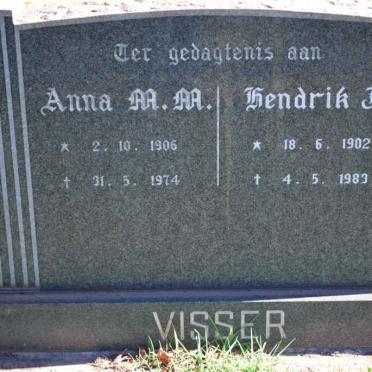 Ter gedagtenis aan
Anna M.M.
* 2. 10. 1906
† 31. 5. 1974
Hendrik
* 18. 6. 1902
† 4. 5. 1983
VISSER